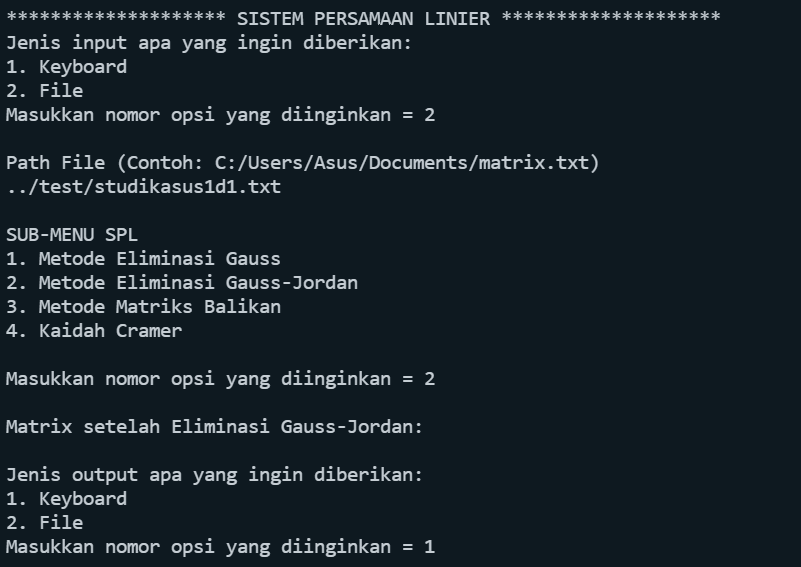 ******************** SISTEM PERSAMAAN LINIER ********************
Jenis input apa yang ingin diberikan:
1. Keyboard
2. File
Masukkan nomor opsi yang diinginkan = 2
Path File (Contoh: C:/Users/Asus/Documents/matrix.txt)
../test/studikasus1d1.txt
SUB-MENU SPL
1. Metode Eliminasi Gauss
2. Metode Eliminasi Gauss-Jordan
3. Metode Matriks Balikan
4. Kaidah Cramer
Masukkan nomor opsi yang diinginkan = 2
Matrix setelah Eliminasi Gauss-Jordan:
Jenis output apa yang ingin diberikan:
1. Keyboard
2. File
Masukkan nomor opsi yang diinginkan = 1